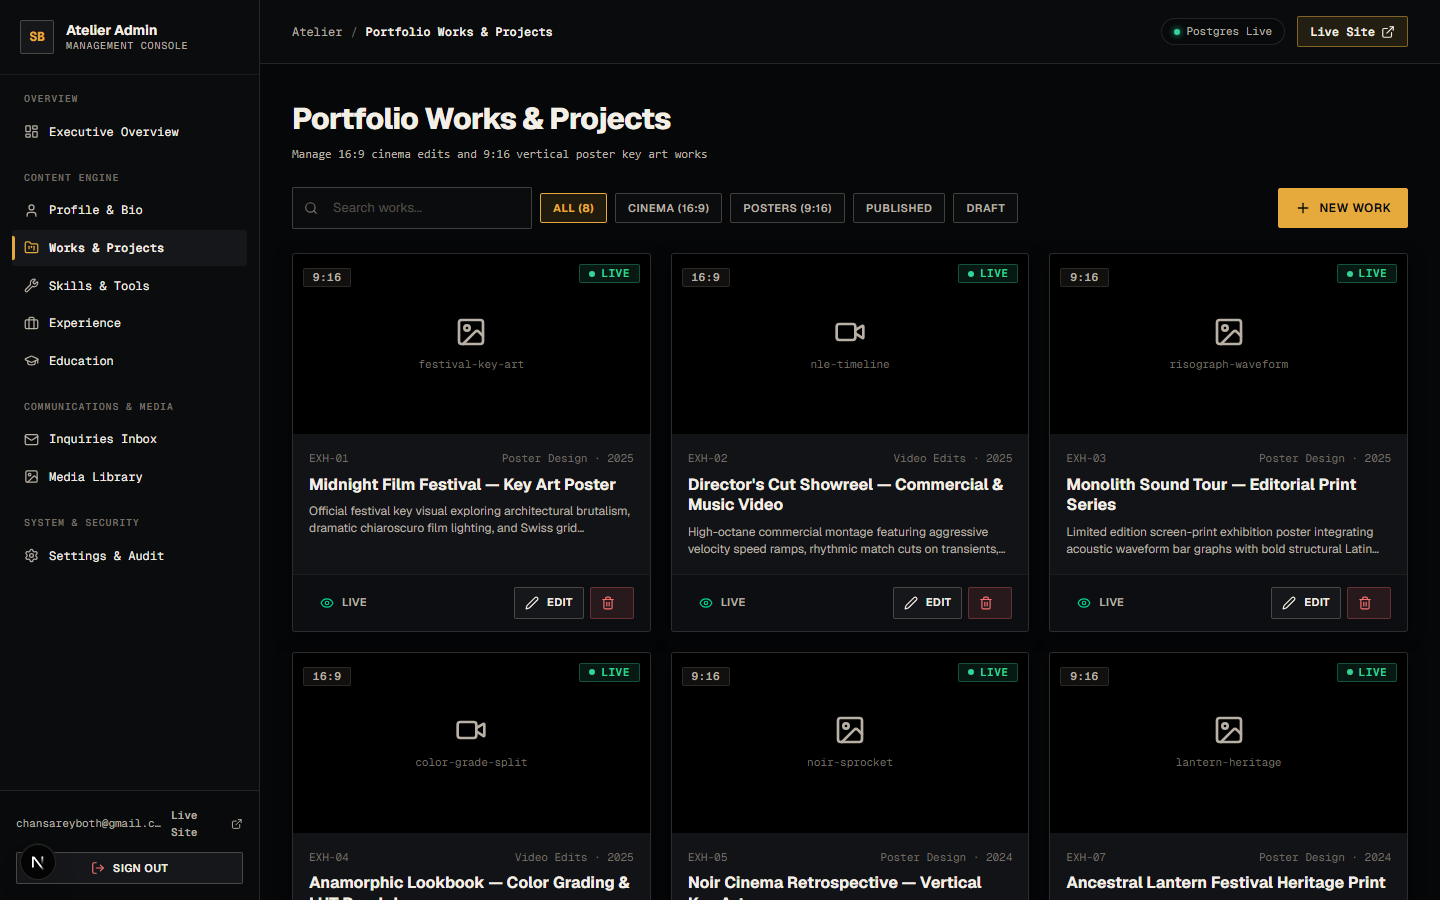 SB
Atelier Admin
MANAGEMENT CONSOLE
OVERVIEW
Executive Overview
CONTENT ENGINE
Profile & Bio
Works & Projects
Skills & Tools
Experience
Education
COMMUNICATIONS & MEDIA
Inquiries Inbox
Media Library
SYSTEM & SECURITY
Settings & Audit
chansareyboth@gmail.c…
Live
Site
N
SIGN OUT
Atelier / Portfolio Works & Projects
Postgres Live
Live Site
Portfolio Works & Projects
Manage 16:9 cinema edits and 9:16 vertical poster key art works
Search works...
ALL (8)
CINEMA (16:9)
POSTERS (9:16)
PUBLISHED
DRAFT
NEW WORK
9:16
LIVE
festival-key-art
EXH-01
Poster Design · 2025
Midnight Film Festival — Key Art Poster
Official festival key visual exploring architectural brutalism,
dramatic chiaroscuro film lighting, and Swiss grid…
LIVE
EDIT
16:9
LIVE
nle-timeline
EXH-02
Video Edits · 2025
Director's Cut Showreel — Commercial &
Music Video
High-octane commercial montage featuring aggressive
velocity speed ramps, rhythmic match cuts on transients,…
LIVE
EDIT
9:16
LIVE
risograph-waveform
EXH-03
Poster Design · 2025
Monolith Sound Tour — Editorial Print
Series
Limited edition screen-print exhibition poster integrating
acoustic waveform bar graphs with bold structural Latin…
LIVE
EDIT
16:9
LIVE
color-grade-split
EXH-04
Video Edits · 2025
Anamorphic Lookbook — Color Grading &
9:16
LIVE
noir-sprocket
EXH-05
Poster Design · 2024
Noir Cinema Retrospective — Vertical
9:16
LIVE
lantern-heritage
EXH-07
Poster Design · 2024
Ancestral Lantern Festival Heritage Print